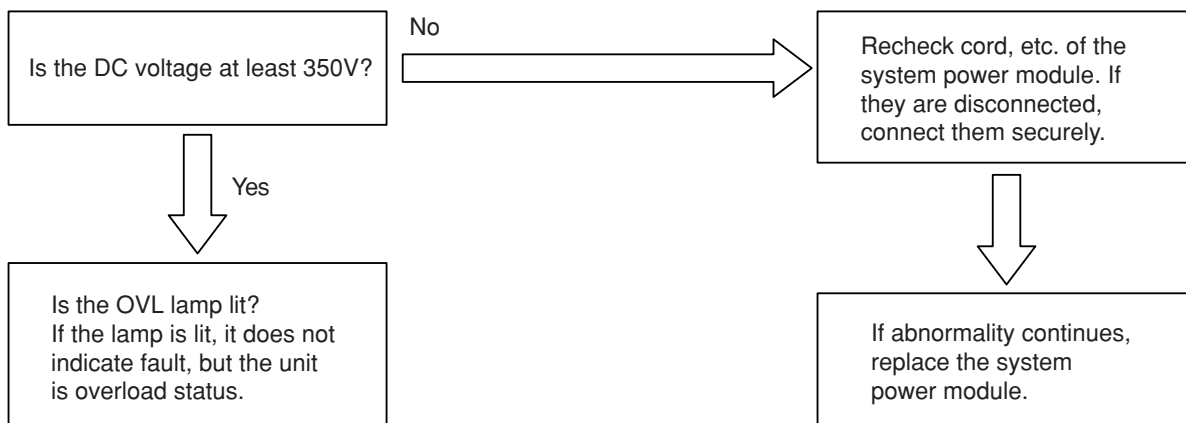 Is the DC voltage at least 350V?
No
Recheck cord, etc. of the
system power module. If
they are disconnected,
connect them securely.
Yes
Is the OVL lamp lit?
If the lamp is lit, it does not
indicate fault, but the unit
is overload status.
If abnormality continues,
replace the system
power module.